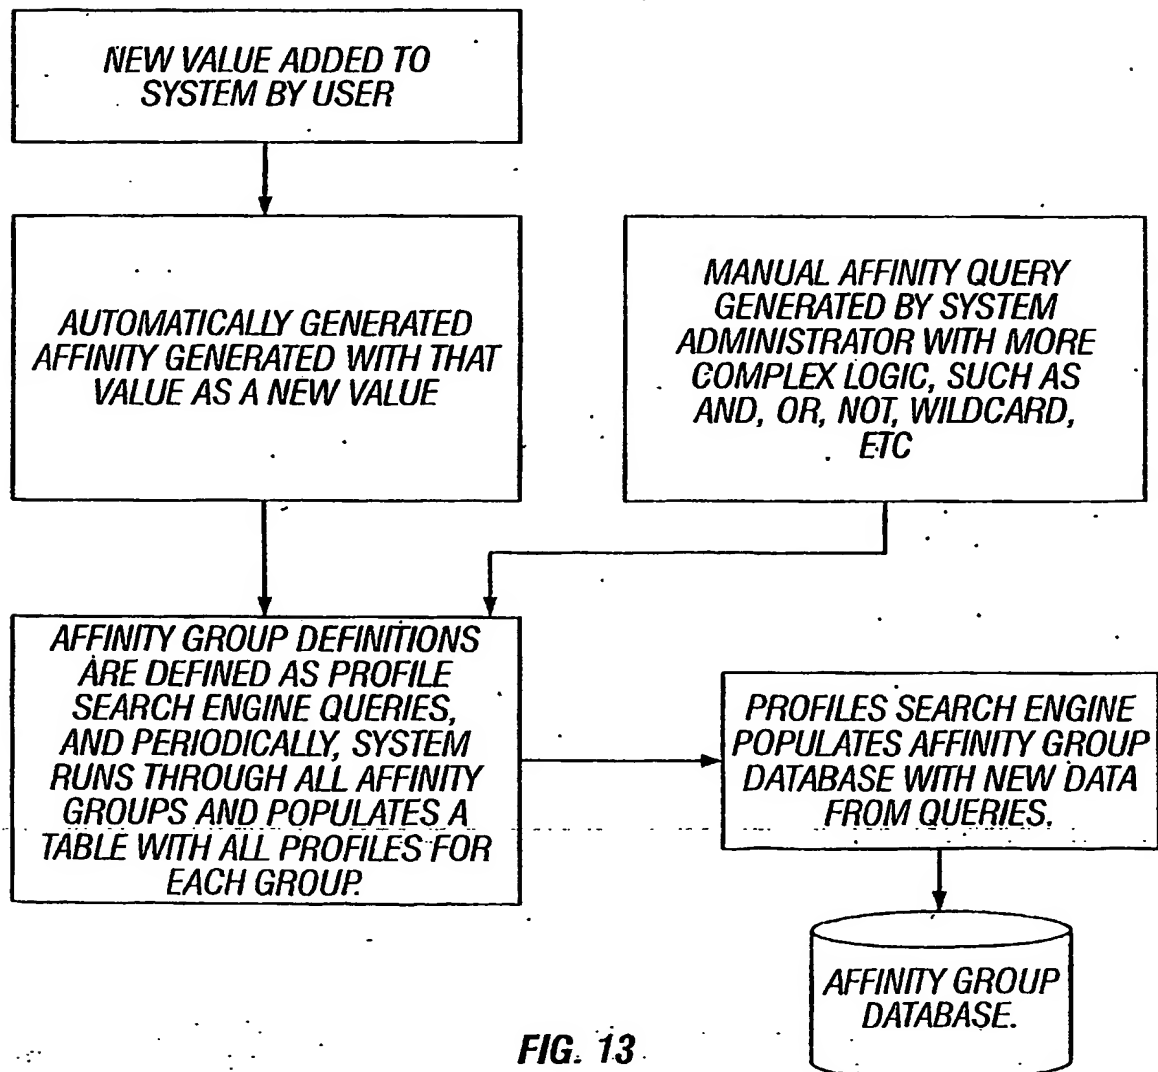 NEW VALUE ADDED TO
SYSTEM BY USER
AUTOMATICALLY GENERATED
AFFINITY GENERATED WITH THAT
VALUE AS A NEW VALUE
MANUAL AFFINITY QUERY
GENERATED BY SYSTEM
ADMINISTRATOR WITH MORE
COMPLEX LOGIC, SUCH AS
AND, OR, NOT, WILDCARD,
ETC
AFFINITY GROUP DEFINITIONS
ARE DEFINED AS PROFILE
SEARCH ENGINE QUERIES,
AND PERIODICALLY, SYSTEM
RUNS THROUGH ALL AFFINITY
GROUPS AND POPULATES A
TABLE WITH ALL PROFILES FOR
EACH GROUP.
PROFILES SEARCH ENGINE
POPULATES AFFINITY GROUP
DATABASE WITH NEW DATA
FROM QUERIES.
AFFINITY GROUP
DATABASE.
FIG. 13